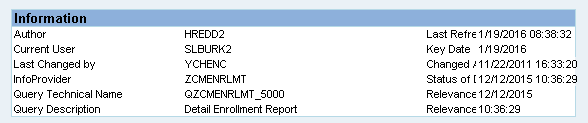 Information
Author HREDD2 Last Refre 1/19/2016 08:38:32
Current User SLBURK2 Key Date 1/19/2016
Last Changed by YCHENC Changed A 11/22/2011 16:33:20
InfoProvider ZCMENRLMT Status of D 12/12/2015 10:36:29
Query Technical Name QZCMENRLMT_5000 Relevance 12/12/2015
Query Description Detail Enrollment Report Relevance 10:36:29